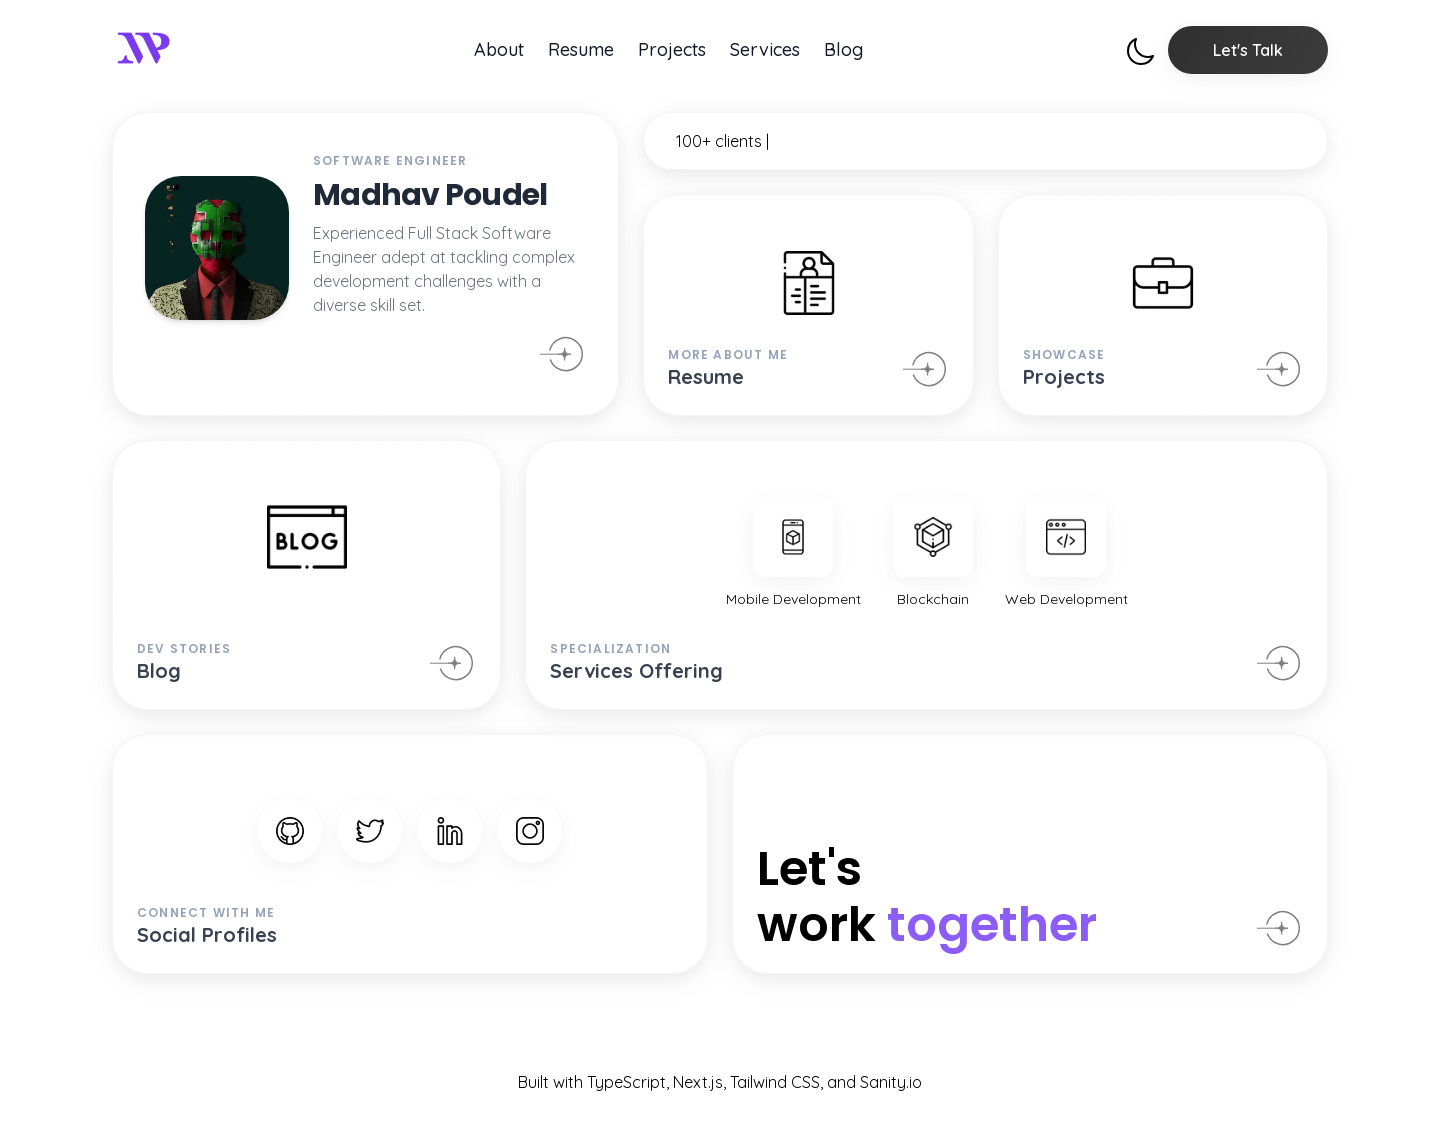 About Resume Projects Services Blog
Let's Talk
SOFTWARE ENGINEER
Madhav Poudel
Experienced Full Stack Software
Engineer adept at tackling complex
development challenges with a
diverse skill set.
100+ clients |
MORE ABOUT ME
Resume
SHOWCASE
Projects
BLOG
DEV STORIES
Blog
Mobile Development
Blockchain
Web Development
SPECIALIZATION
Services Offering
CONNECT WITH ME
Social Profiles
Let's
work together
Built with TypeScript, Next.js, Tailwind CSS, and Sanity.io